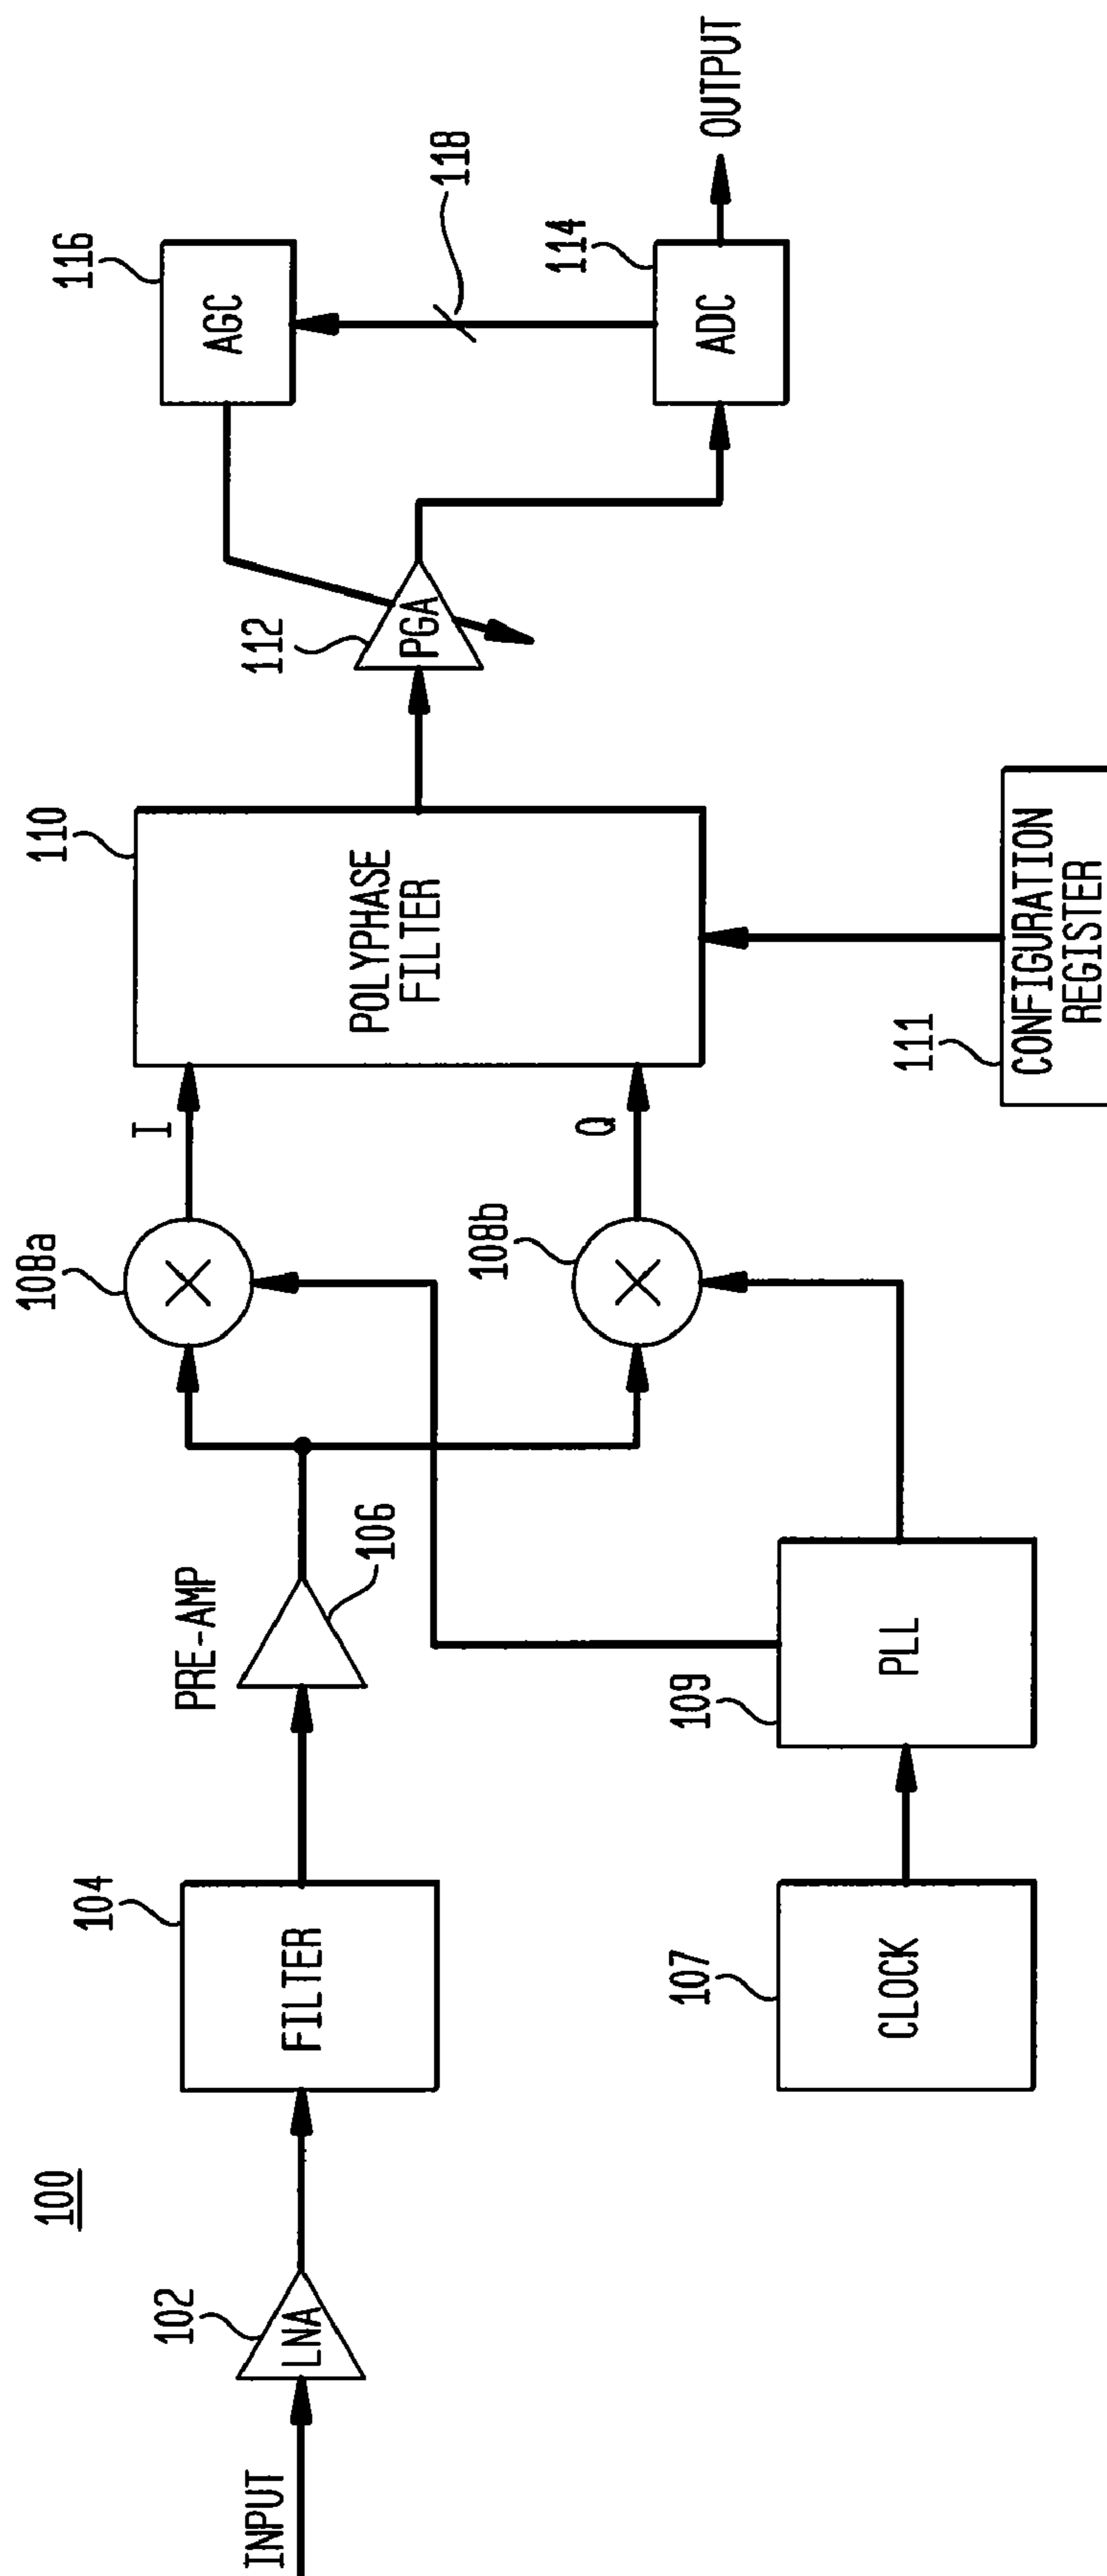 100
INPUT
102
LNA
104
FILTER
PRE-AMP
106
107
CLOCK
109
PLL
108a
108b
I
Q
110
POLYPHASE
FILTER
111
CONFIGURATION
REGISTER
112
PGA
116
AGC
118
114
ADC
OUTPUT